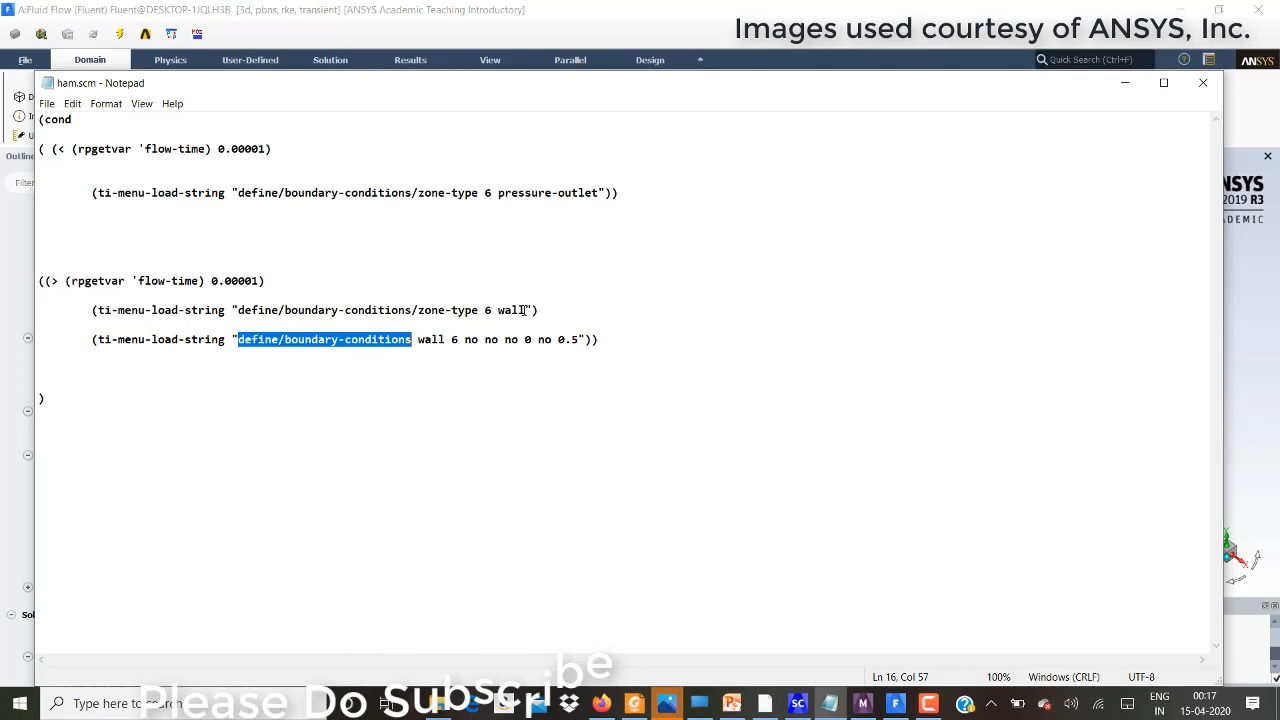 A:Fluid Flow (Fluent) Fluent@DESKTOP-1JQLH3B [3d, pbns, rke, transient] [ANSYS Academic Teaching Introductory]
Images used courtesy of ANSYS, Inc.
File Domain Physics User-Defined Solution Results View Parallel Design Quick Search (Ctrl+F) ANSYS
ham.scm - Notepad
File Edit Format View Help
(cond
( (< (rpgetvar 'flow-time) 0.00001)
(ti-menu-load-string "define/boundary-conditions/zone-type 6 pressure-outlet"))
((> (rpgetvar 'flow-time) 0.00001)
(ti-menu-load-string "define/boundary-conditions/zone-type 6 wall")
(ti-menu-load-string "define/boundary-conditions wall 6 no no no 0 no 0.5"))
)
Ln 16, Col 57 100% Windows (CRLF) UTF-8
Please Do Subscribe
Type here to
ENG
IN
00:17
15-04-2020